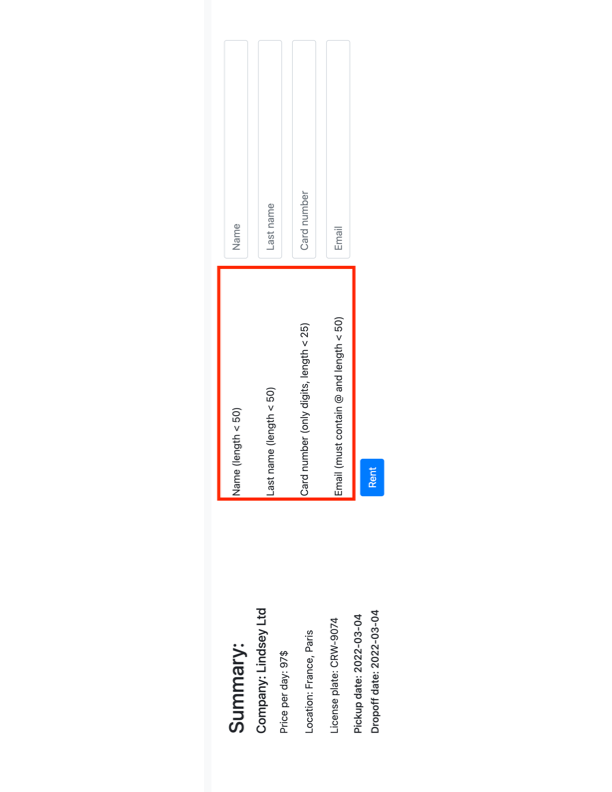 Summary:
Company: Lindsey Ltd
Price per day: 97$
Location: France, Paris
License plate: CRW-9074
Pickup date: 2022-03-04
Dropoff date: 2022-03-04
Name (length < 50)
Name
Last name (length < 50)
Last name
Card number (only digits, length < 25)
Card number
Email (must contain @ and length < 50)
Email
Rent